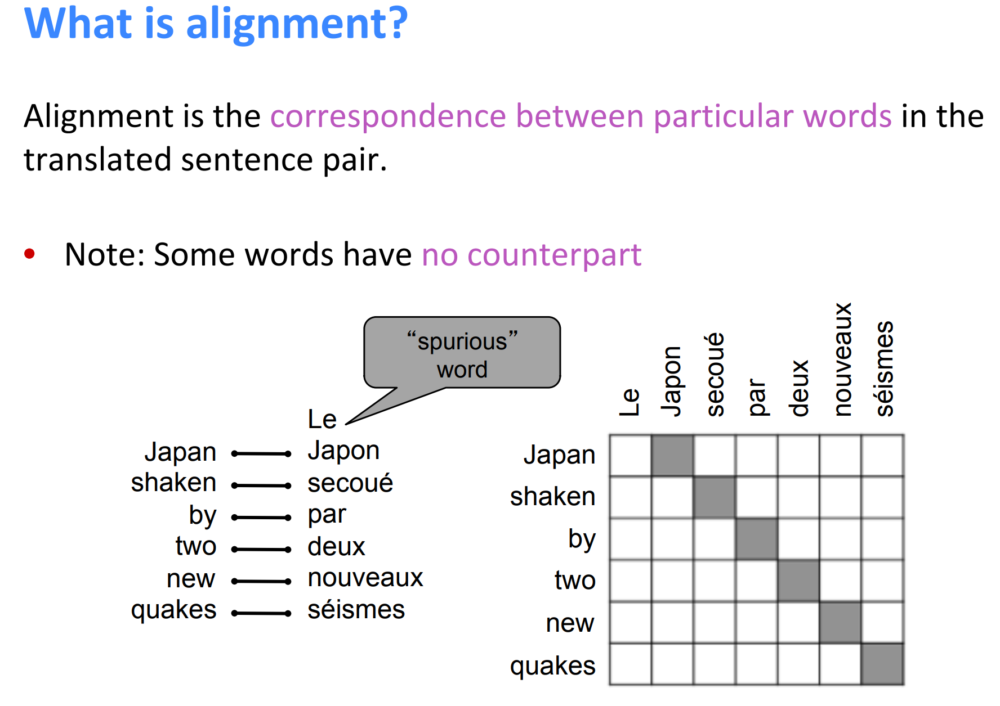 What is alignment?
Alignment is the correspondence between particular words in the
translated sentence pair.
• Note: Some words have no counterpart
“spurious”
word
Le
Japan Japon
shaken secoué
by par
two deux
new nouveaux
quakes séismes
Le Japon secoué par deux nouveaux séismes
Japan
shaken
by
two
new
quakes